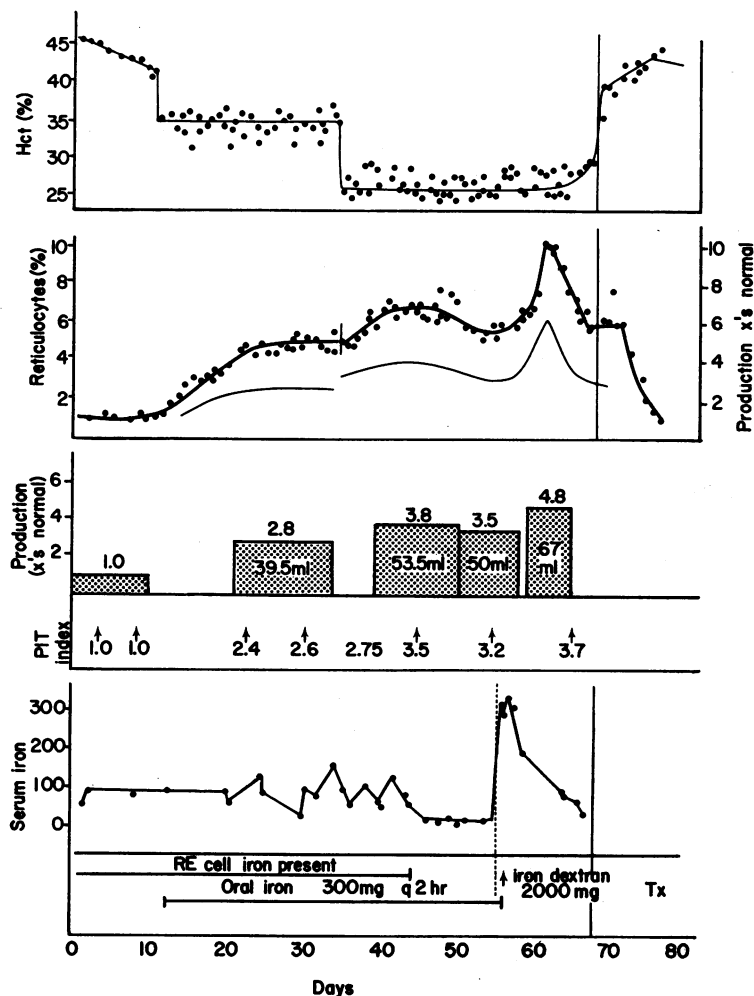 Hct (%)
45
40
35
30
25
Reticulocytes (%)
10
8
6
4
2
10
8
6
4
2
Production x's normal
Production
(x's normal)
6
4
2
1.0
2.8
39.5ml
3.8
53.5ml
3.5
50ml
4.8
67
ml
PIT
index
1.0
1.0
2.4
2.6
2.75
3.5
3.2
3.7
Serum iron
300
200
100
0
RE cell iron present
Oral iron 300mg q 2 hr
iron dextran
2000 mg
Tx
0 10 20 30 40 50 60 70 80
Days